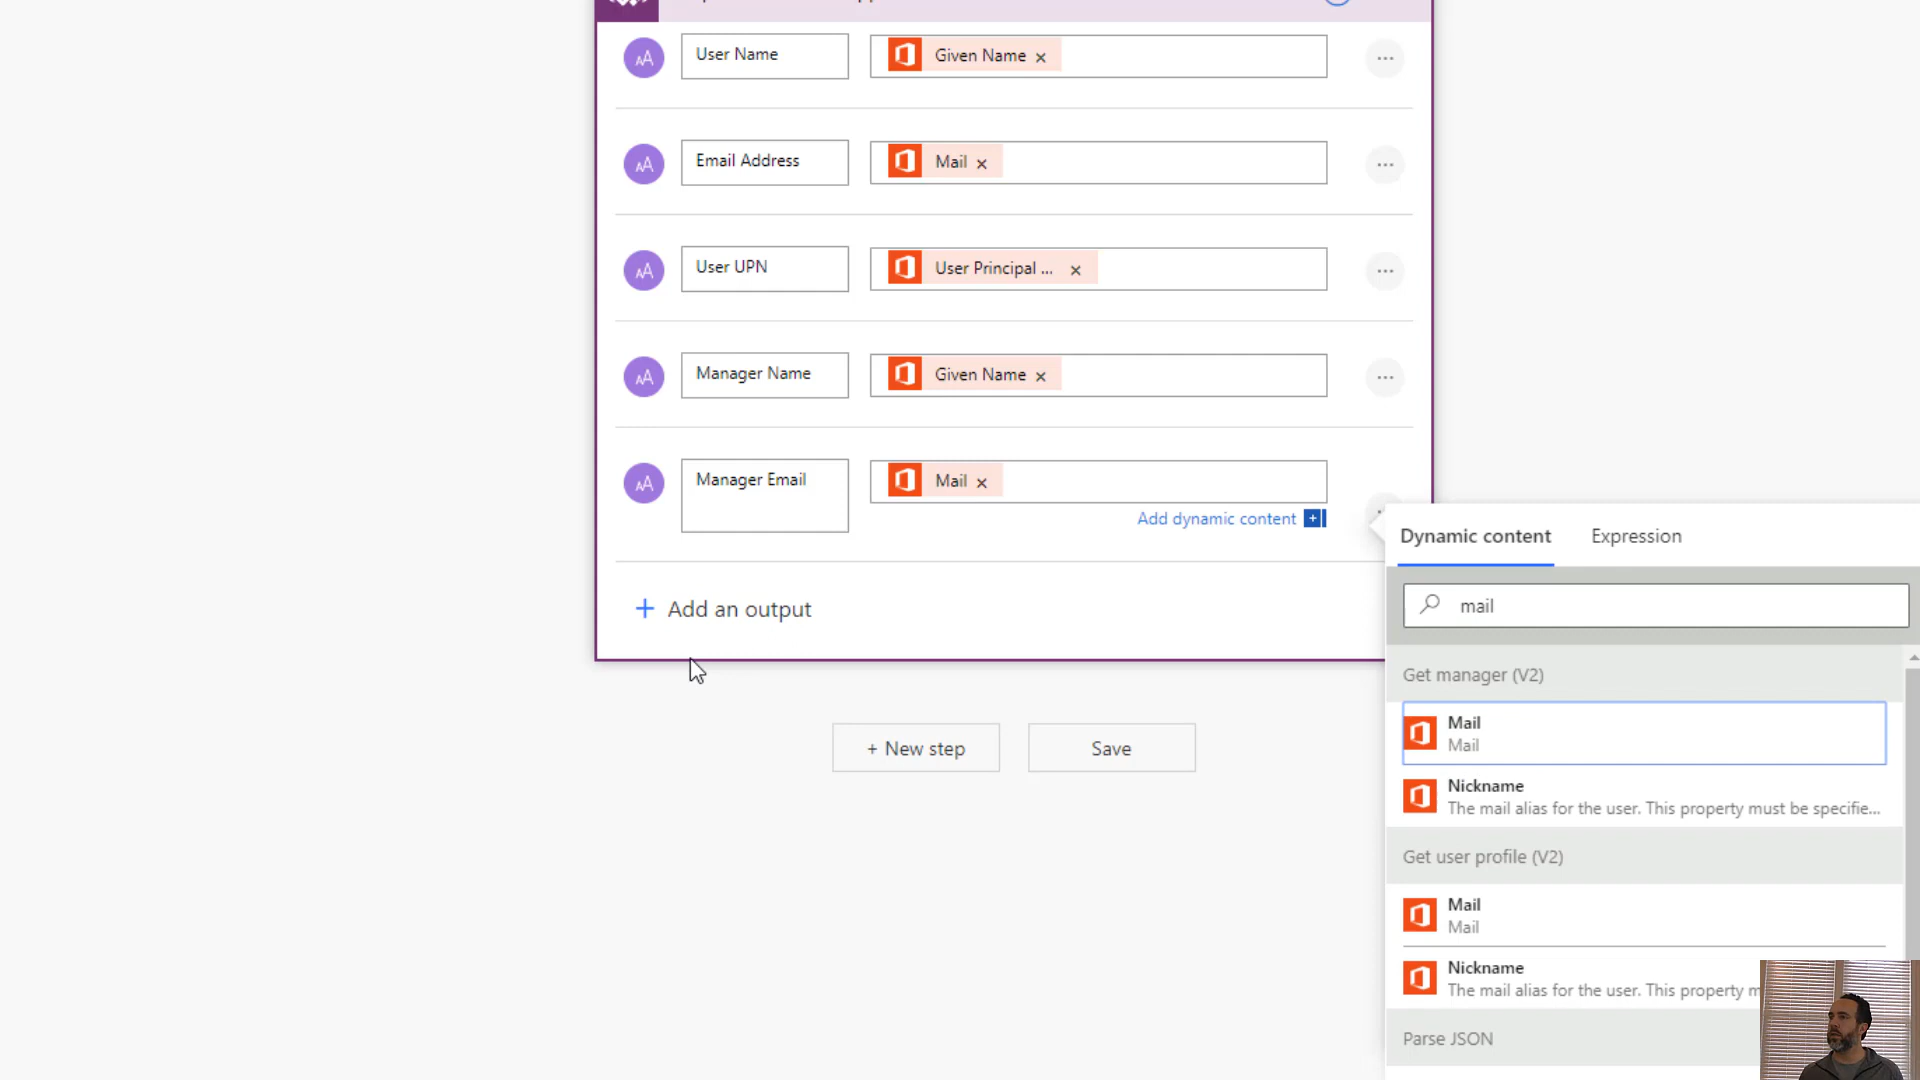 User Name
Given Name ×
...
Email Address
Mail ×
...
User UPN
User Principal ... ×
...
Manager Name
Given Name ×
...
Manager Email
Mail ×
Add dynamic content
+ Add an output
+ New step
Save
Dynamic content
Expression
mail
Get manager (V2)
Mail
Mail
Nickname
The mail alias for the user. This property must be specifie...
Get user profile (V2)
Mail
Mail
Nickname
The mail alias for the user. This property
Parse JSON